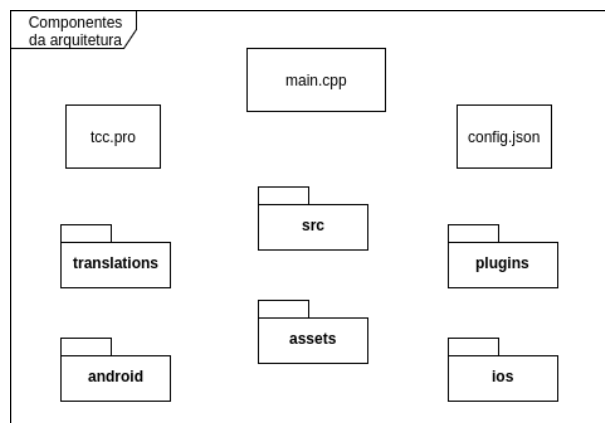 Componentes
da arquitetura
main.cpp
tcc.pro
config.json
src
translations
plugins
assets
android
ios